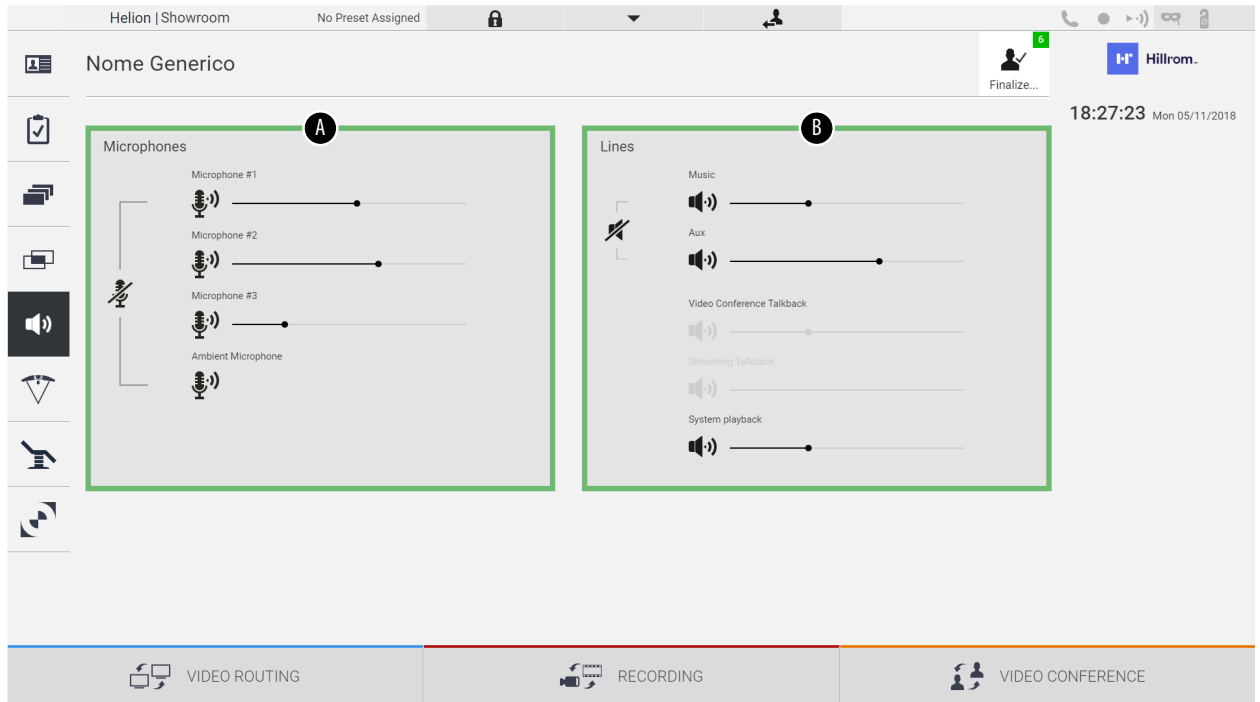 Helion | Showroom
No Preset Assigned
Nome Generico
6
Finalize...
Hillrom™
18:27:23 Mon 05/11/2018
A
B
Microphones
Microphone #1
Microphone #2
Microphone #3
Ambient Microphone
Lines
Music
Aux
Video Conference Talkback
Streaming Talkback
System playback
VIDEO ROUTING
RECORDING
VIDEO CONFERENCE